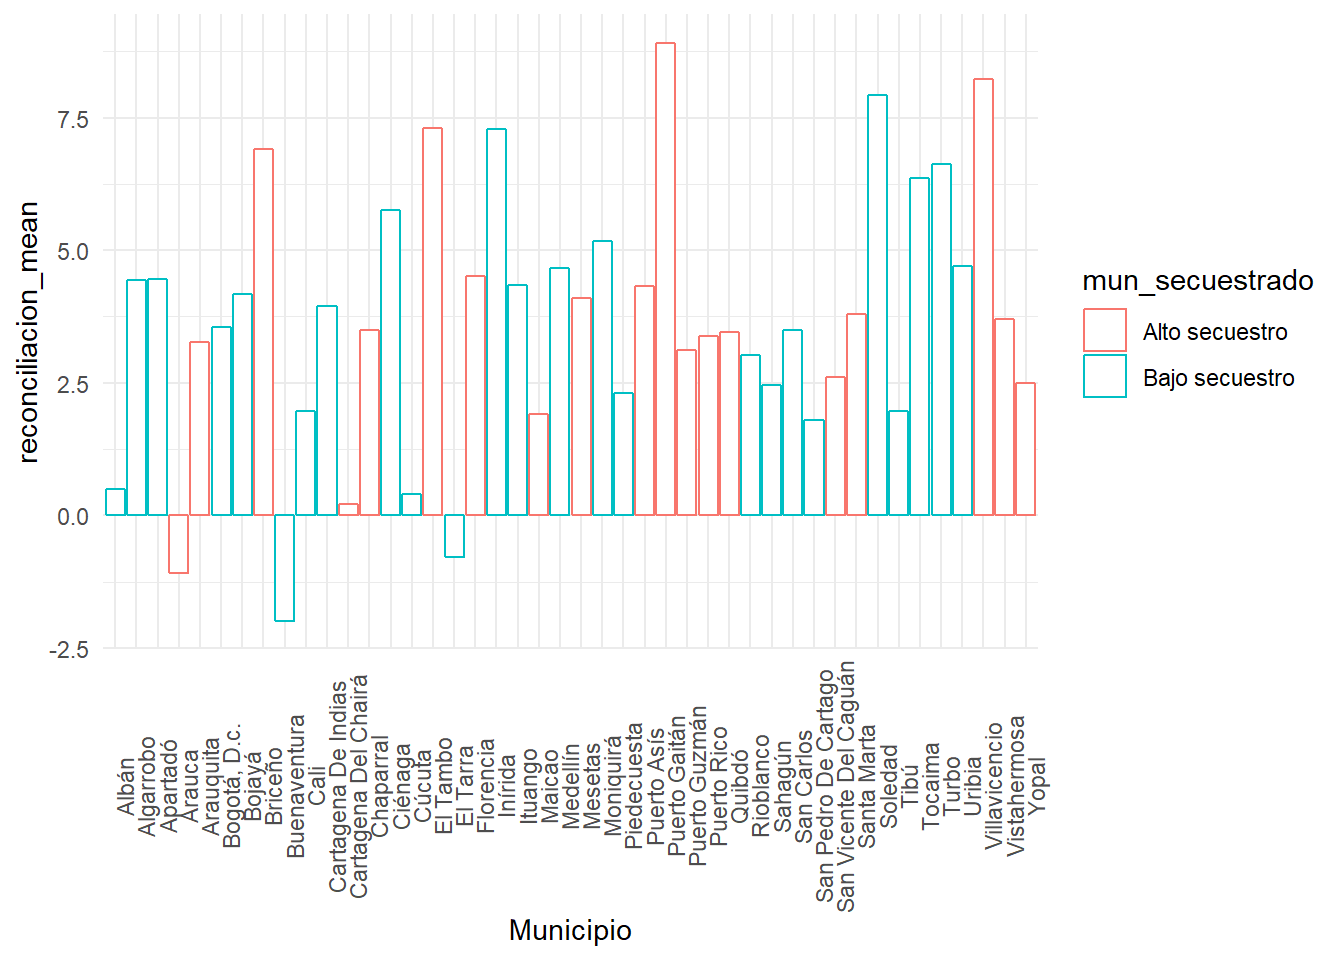 reconciliacion_mean
7.5
5.0
2.5
0.0
-2.5
Albán
Algarrobo
Apartadó
Arauca
Arauquita
Bogotá, D.c.
Bojayá
Briceño
Buenaventura
Cali
Cartagena De Indias
Cartagena Del Chairá
Chaparral
Ciénaga
Cúcuta
El Tambo
El Tarra
Florencia
Inírida
Ituango
Maicao
Medellín
Mesetas
Moniquirá
Piedecuesta
Puerto Asís
Puerto Gaitán
Puerto Guzmán
Puerto Rico
Quibdó
Rioblanco
Sahagún
San Carlos
San Pedro De Cartago
San Vicente Del Caguán
Santa Marta
Soledad
Tibú
Tocaima
Turbo
Uribia
Villavicencio
Vistahermosa
Yopal
Municipio
mun_secuestrado
Alto secuestro
Bajo secuestro